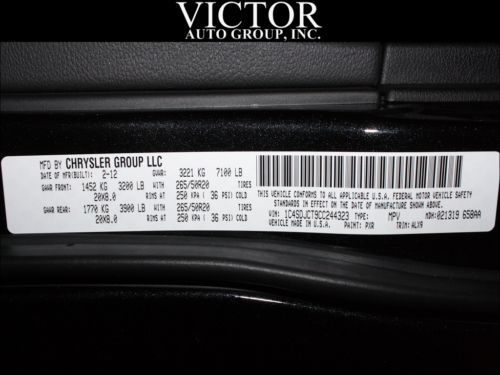 VICTOR
AUTO GROUP, INC.
MFD BY CHRYSLER GROUP LLC
DATE OF MFR(BUILT): 2-12 GVWR: 3221 KG 7100 LB
GAWR FRONT: 1452 KG 3200 LB WITH 265/50R20 TIRES
20X8.0 RIMS AT 250 KPA ( 36 PSI) COLD
GAWR REAR: 1770 KG 3900 LB WITH 265/50R20 TIRES
20X8.0 RIMS AT 250 KPA ( 36 PSI) COLD
THIS VEHICLE CONFORMS TO ALL APPLICABLE U.S.A. FEDERAL MOTOR VEHICLE SAFETY
STANDARDS IN EFFECT ON THE DATE OF MANUFACTURE SHOWN ABOVE.
VIN: 1C4SDJCT9CC244323 TYPE: MPV MDH: 021319 658AA
VEHICLE MADE IN U.S.A. PAINT: PXR TRIM: ALX9